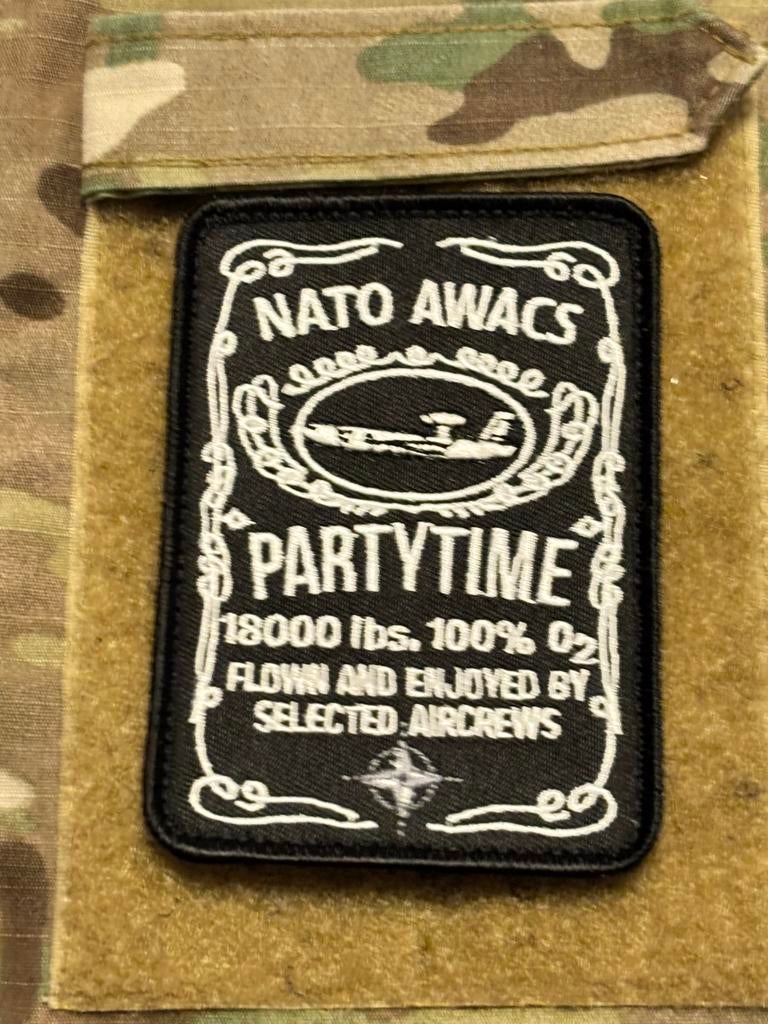 NATO AWACS
PARTYTIME
18000 lbs. 100% O2
FLOWN AND ENJOYED BY
SELECTED AIRCREWS